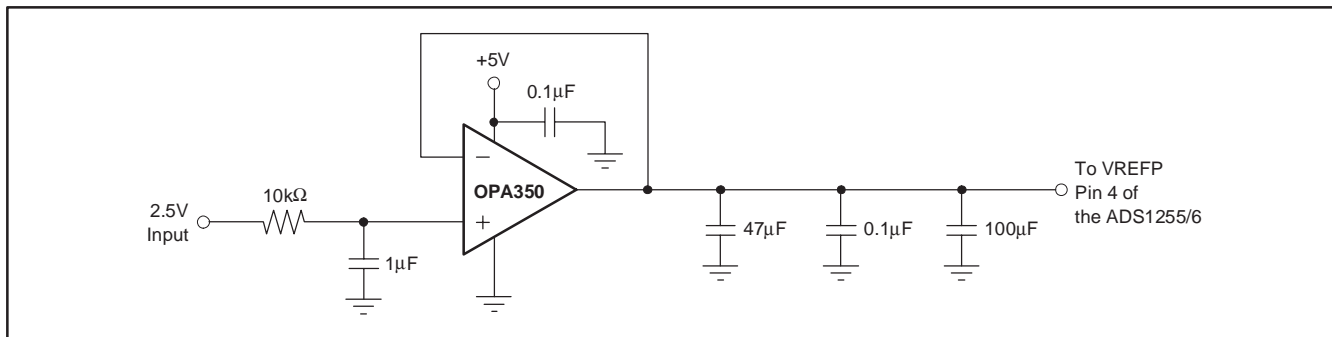 +5V
0.1μF
−
OPA350
+
10kΩ
2.5V
Input
1μF
47μF
0.1μF
100μF
To VREFP
Pin 4 of
the ADS1255/6